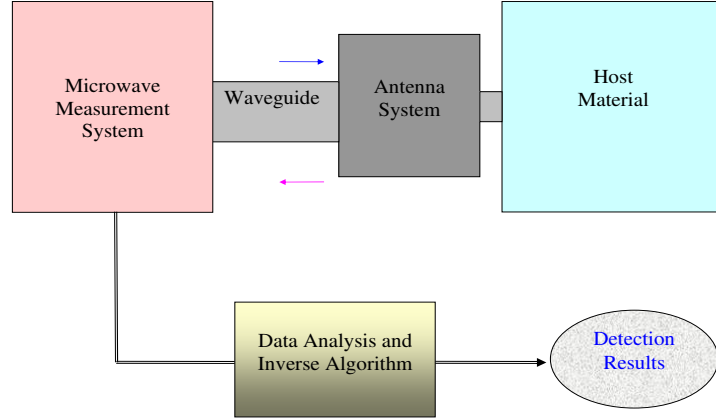 Microwave
Measurement
System
Waveguide
Antenna
System
Host
Material
Data Analysis and
Inverse Algorithm
Detection
Results